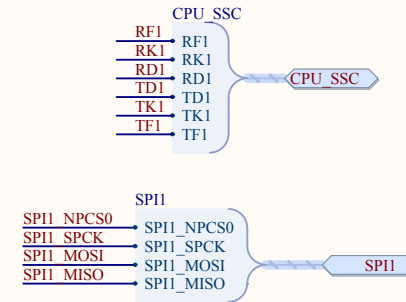 CPU_SSC
RF1 RF1
RK1 RK1
RD1 RD1 CPU_SSC
TD1 TD1
TK1 TK1
TF1 TF1
SPI1
SPI1_NPCS0 SPI1_NPCS0
SPI1_SPCK SPI1_SPCK
SPI1_MOSI SPI1_MOSI SPI1
SPI1_MISO SPI1_MISO